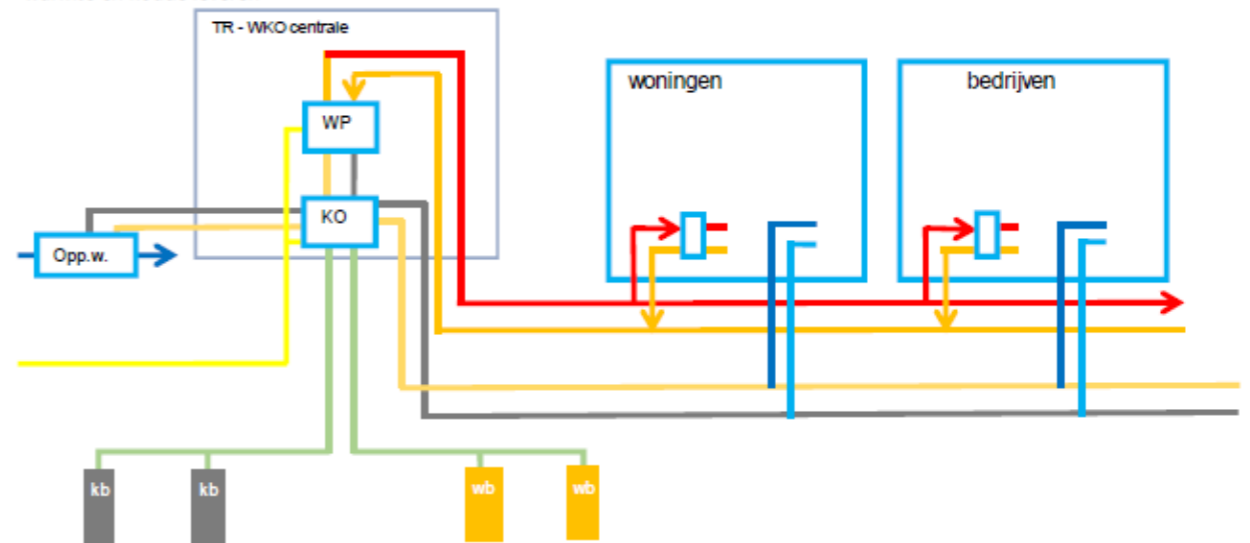 TR - WKO centrale
woningen
bedrijven
WP
KO
Opp.w.
kb
kb
wb
wb